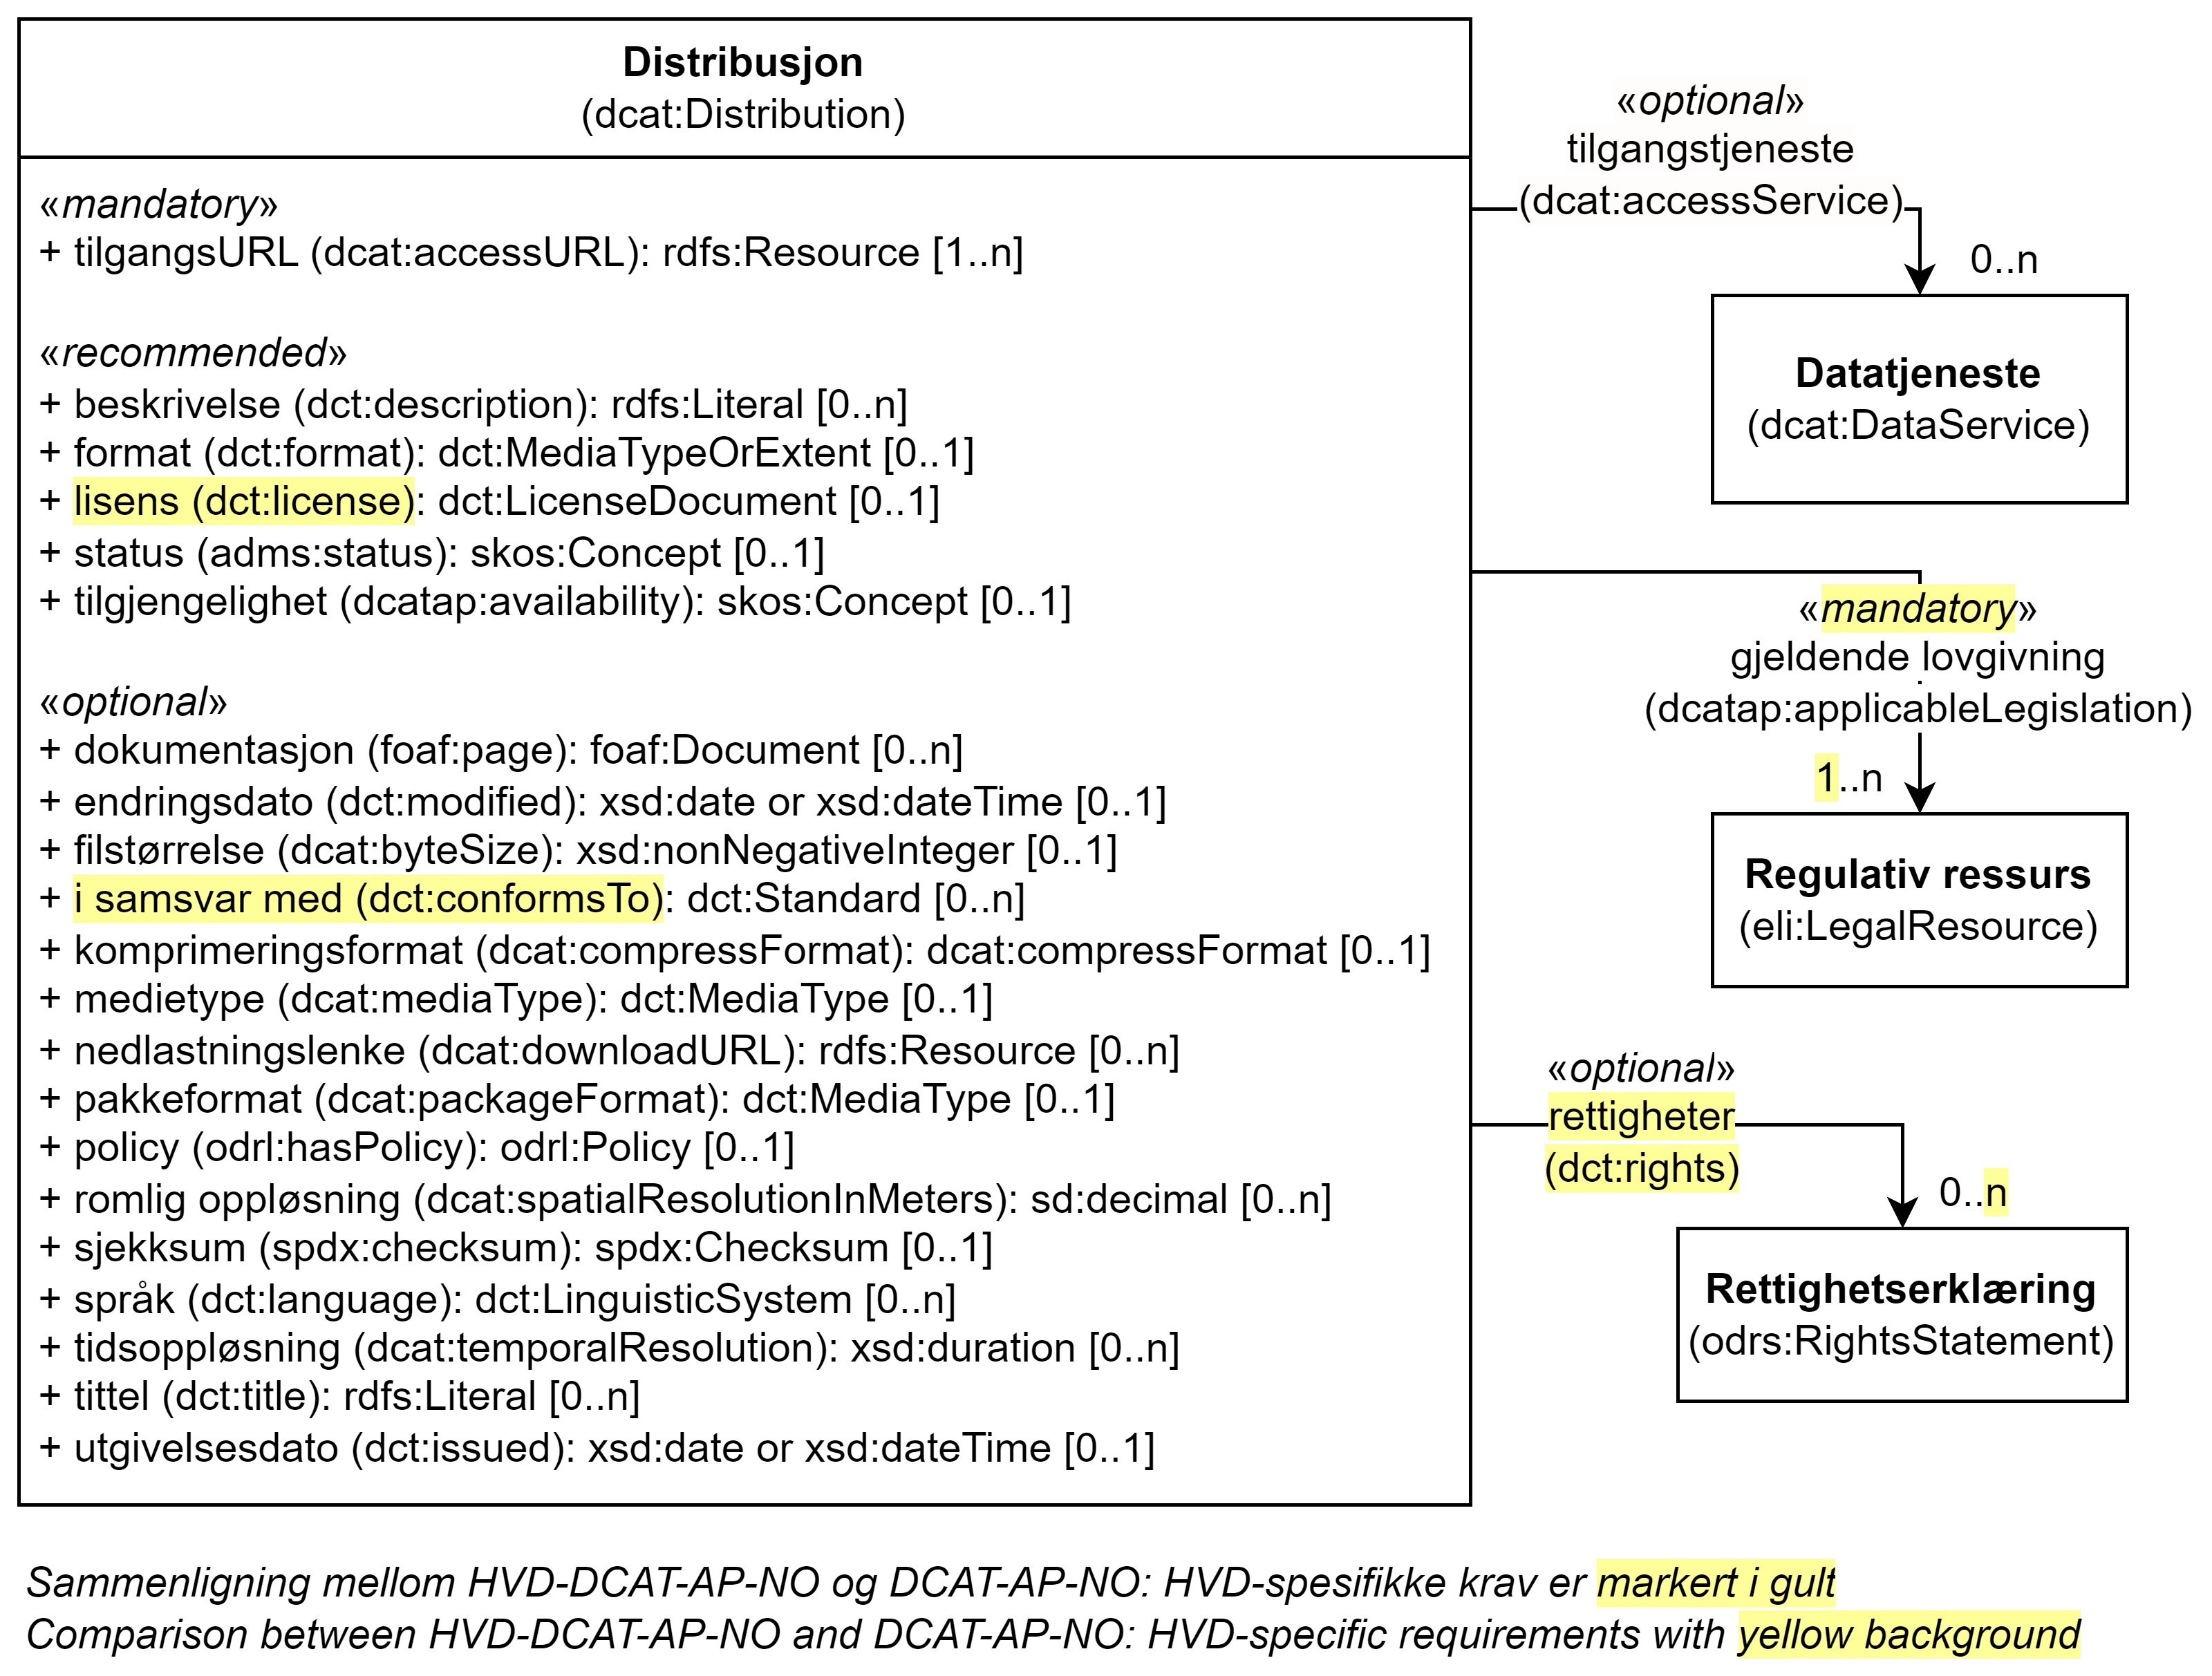 Distribusjon
(dcat:Distribution)
«mandatory»
+ tilgangsURL (dcat:accessURL): rdfs:Resource [1..n]
«recommended»
+ beskrivelse (dct:description): rdfs:Literal [0..n]
+ format (dct:format): dct:MediaTypeOrExtent [0..1]
+ lisens (dct:license): dct:LicenseDocument [0..1]
+ status (adms:status): skos:Concept [0..1]
+ tilgjengelighet (dcatap:availability): skos:Concept [0..1]
«optional»
+ dokumentasjon (foaf:page): foaf:Document [0..n]
+ endringsdato (dct:modified): xsd:date or xsd:dateTime [0..1]
+ filstørrelse (dcat:byteSize): xsd:nonNegativeInteger [0..1]
+ i samsvar med (dct:conformsTo): dct:Standard [0..n]
+ komprimeringsformat (dcat:compressFormat): dcat:compressFormat [0..1]
+ medietype (dcat:mediaType): dct:MediaType [0..1]
+ nedlastningslenke (dcat:downloadURL): rdfs:Resource [0..n]
+ pakkeformat (dcat:packageFormat): dct:MediaType [0..1]
+ policy (odrl:hasPolicy): odrl:Policy [0..1]
+ romlig oppløsning (dcat:spatialResolutionInMeters): sd:decimal [0..n]
+ sjekksum (spdx:checksum): spdx:Checksum [0..1]
+ språk (dct:language): dct:LinguisticSystem [0..n]
+ tidsoppløsning (dcat:temporalResolution): xsd:duration [0..n]
+ tittel (dct:title): rdfs:Literal [0..n]
+ utgivelsesdato (dct:issued): xsd:date or xsd:dateTime [0..1]
«optional»
tilgangstjeneste
(dcat:accessService)
0..n
Datatjeneste
(dcat:DataService)
«mandatory»
gjeldende lovgivning
(dcatap:applicableLegislation)
1..n
Regulativ ressurs
(eli:LegalResource)
«optional»
rettigheter
(dct:rights)
0..n
Rettighetserklæring
(odrs:RightsStatement)
Sammenligning mellom HVD-DCAT-AP-NO og DCAT-AP-NO: HVD-spesifikke krav er markert i gult
Comparison between HVD-DCAT-AP-NO and DCAT-AP-NO: HVD-specific requirements with yellow background